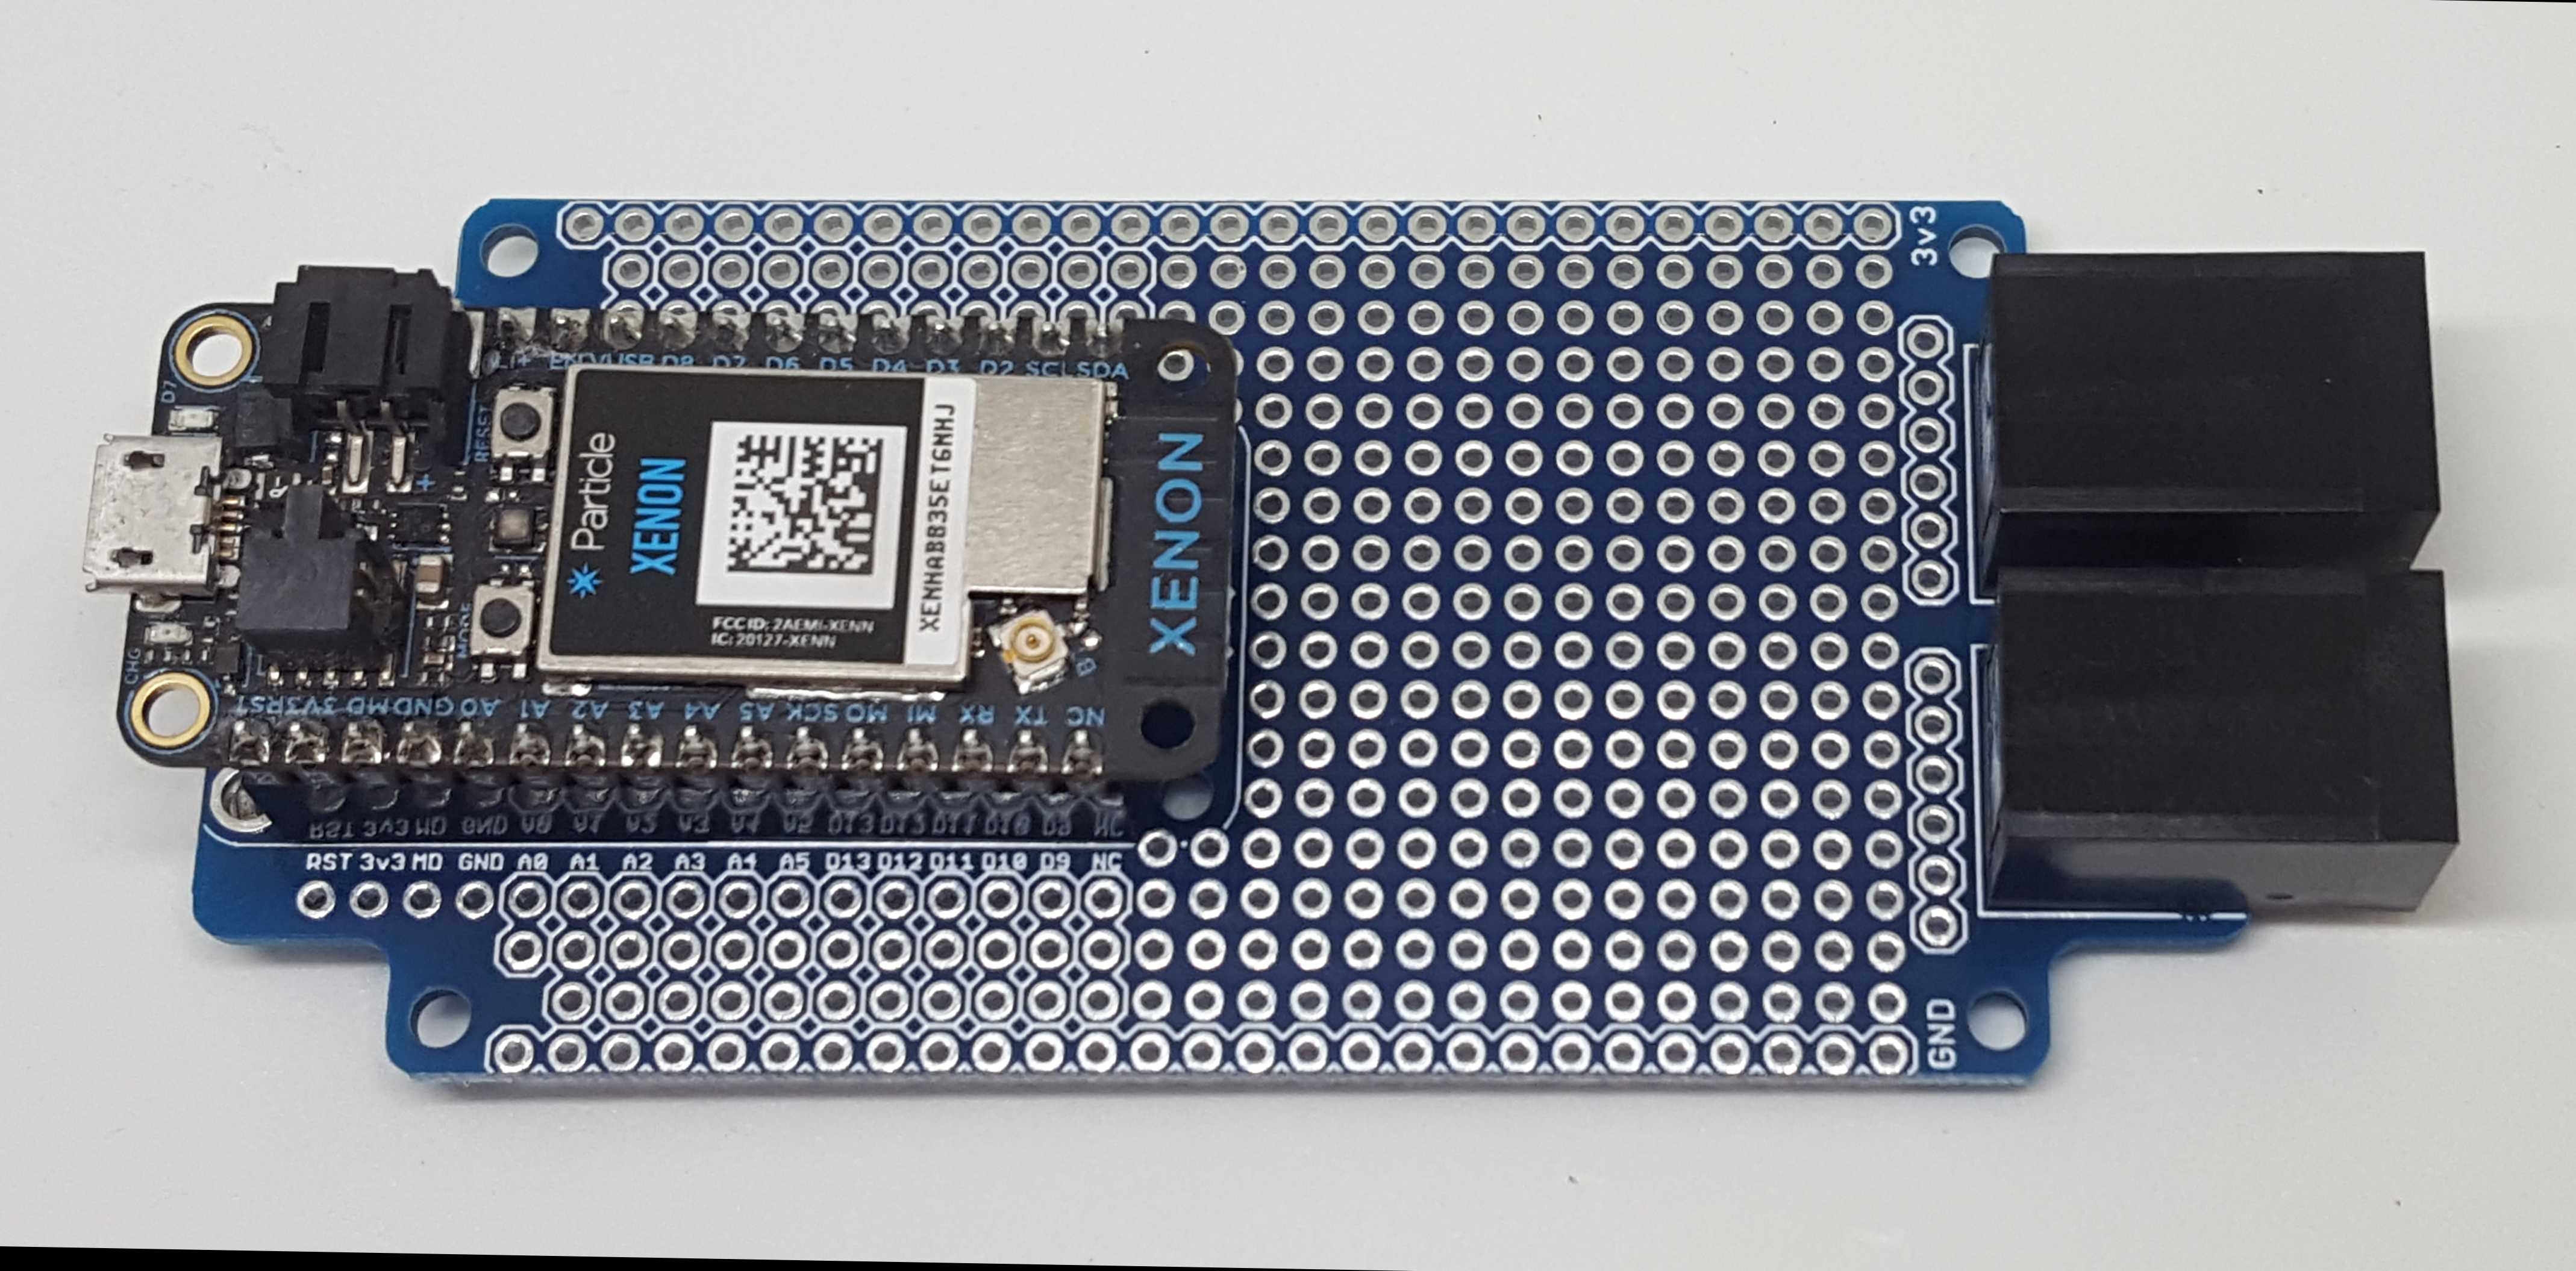 3v3
D7
Li+ EN VUSB D8 D7 D6 D5 D4 D3 D2 SCL SDA
RESET
+
Particle
XENON
XENHAB835ET6NHJ
FCC ID: 2AEMI-XENN
IC: 20127-XENN
XENON
MODE
CHG
B
RST 3V3 MD GND A0 A1 A2 A3 A4 A5 SCK MO MI RX TX NC
RST 3v3 MD GND A0 A1 A2 A3 A4 A5 D13 D12 D11 D10 D9 NC
GND